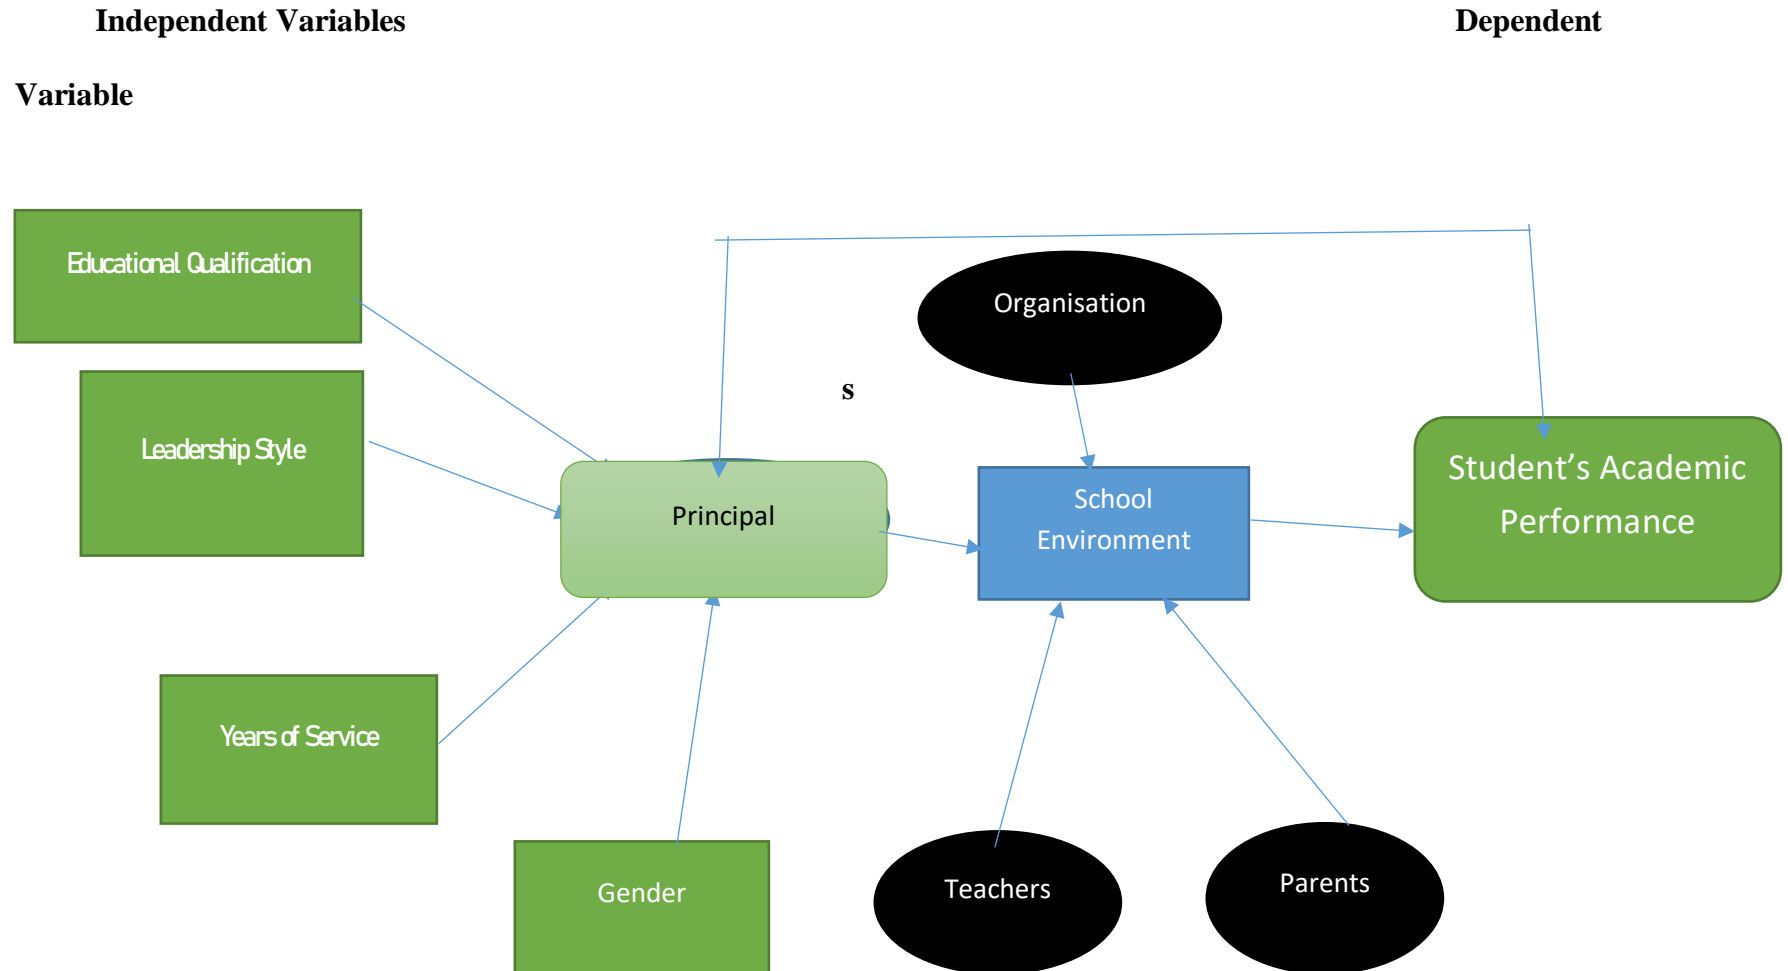 Independent Variables Dependent
Variable
Educational Qualification
Organisation
s
Leadership Style
Student’s Academic
Performance
Principal
School
Environment
Years of Service
Gender
Teachers
Parents